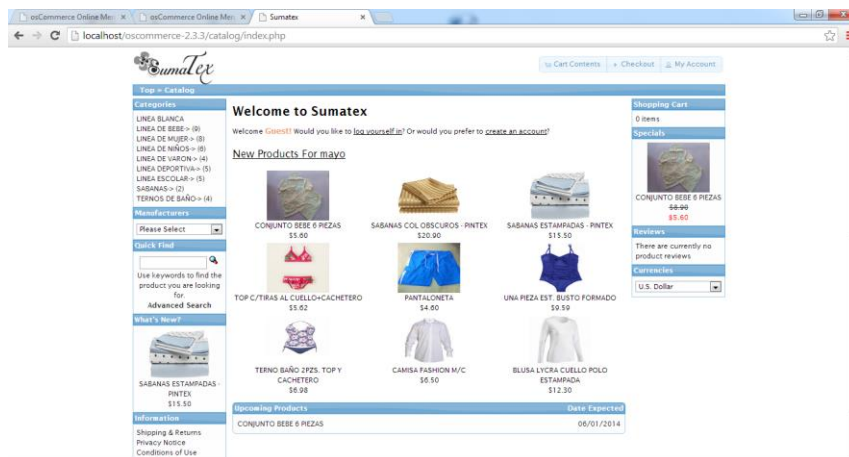 osCommerce Online Mer
osCommerce Online Mer
Sumatex
localhost/oscommerce-2.3.3/catalog/index.php
SumaTex
Cart Contents
Checkout
My Account
Top » Catalog
Categories
LINEA BLANCA
LINEA DE BEBE-> (9)
LINEA DE MUJER-> (8)
LINEA DE NIÑOS-> (6)
LINEA DE VARON-> (4)
LINEA DEPORTIVA-> (5)
LINEA ESCOLAR-> (5)
SABANAS-> (2)
TERNOS DE BAÑO-> (4)
Manufacturers
Please Select
Quick Find
Use keywords to find the
product you are looking
for.
Advanced Search
What's New?
SABANAS ESTAMPADAS -
PINTEX
$15.50
Information
Shipping & Returns
Privacy Notice
Conditions of Use
Welcome to Sumatex
Welcome Guest! Would you like to log yourself in? Or would you prefer to create an account?
New Products For mayo
CONJUNTO BEBE 6 PIEZAS
$5.60
SABANAS COL OBSCUROS - PINTEX
$20.90
SABANAS ESTAMPADAS - PINTEX
$15.50
TOP C/TIRAS AL CUELLO+CACHETERO
$5.62
PANTALONETA
$4.60
UNA PIEZA EST. BUSTO FORMADO
$9.59
TERNO BAÑO 2PZS. TOP Y
CACHETERO
$6.98
CAMISA FASHION M/C
$6.50
BLUSA LYCRA CUELLO POLO
ESTAMPADA
$12.30
Upcoming Products
Date Expected
CONJUNTO BEBE 6 PIEZAS
06/01/2014
Shopping Cart
0 items
Specials
CONJUNTO BEBE 6 PIEZAS
$8.90
$5.60
Reviews
There are currently no
product reviews
Currencies
U.S. Dollar